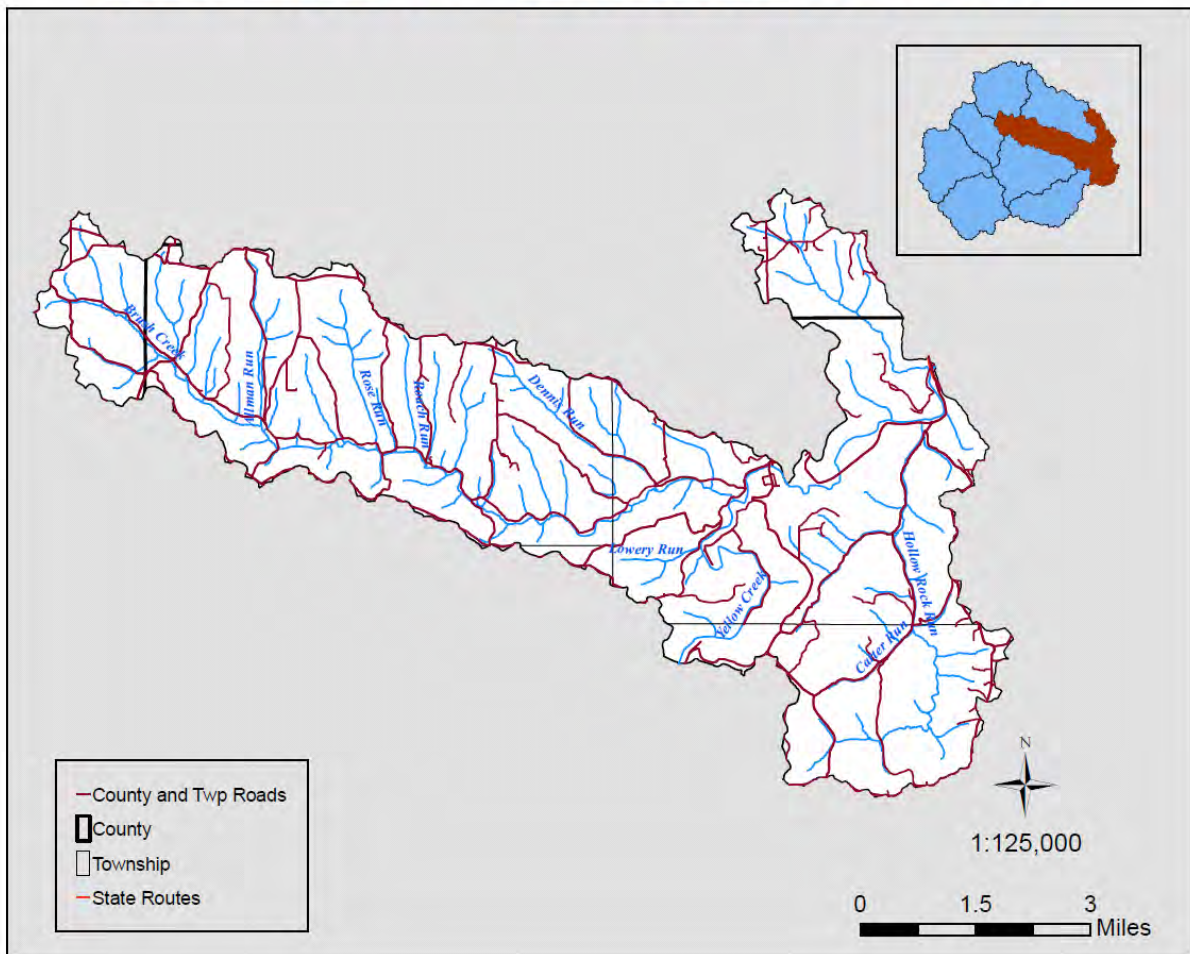 Brush Creek
Allman Run
Rose Run
Roach Run
Dennis Run
Lowery Run
Yellow Creek
Hollow Rock Run
Carter Run
County and Twp Roads
County
Township
State Routes
N
1:125,000
0 1.5 3
Miles